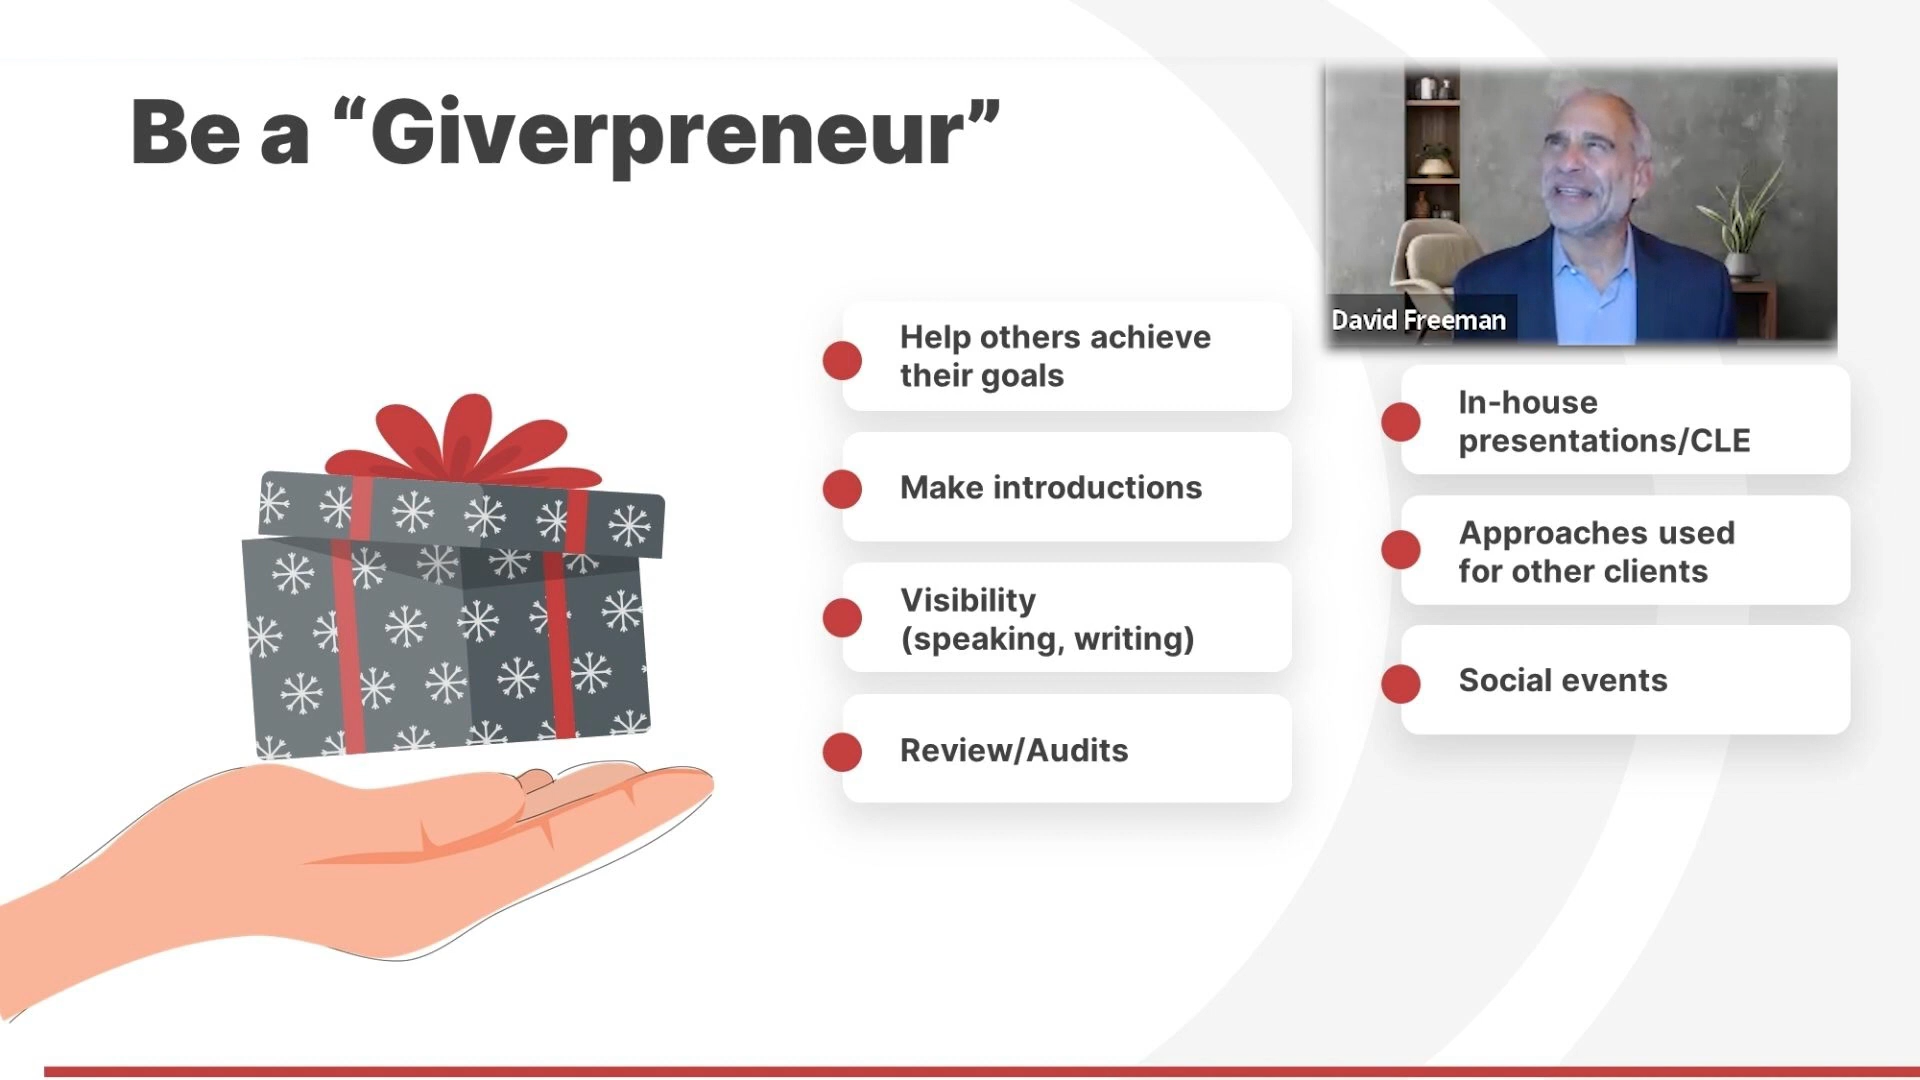 Be a “Giverpreneur”
David Freeman
Help others achieve
their goals
Make introductions
Visibility
(speaking, writing)
Review/Audits
In-house
presentations/CLE
Approaches used
for other clients
Social events